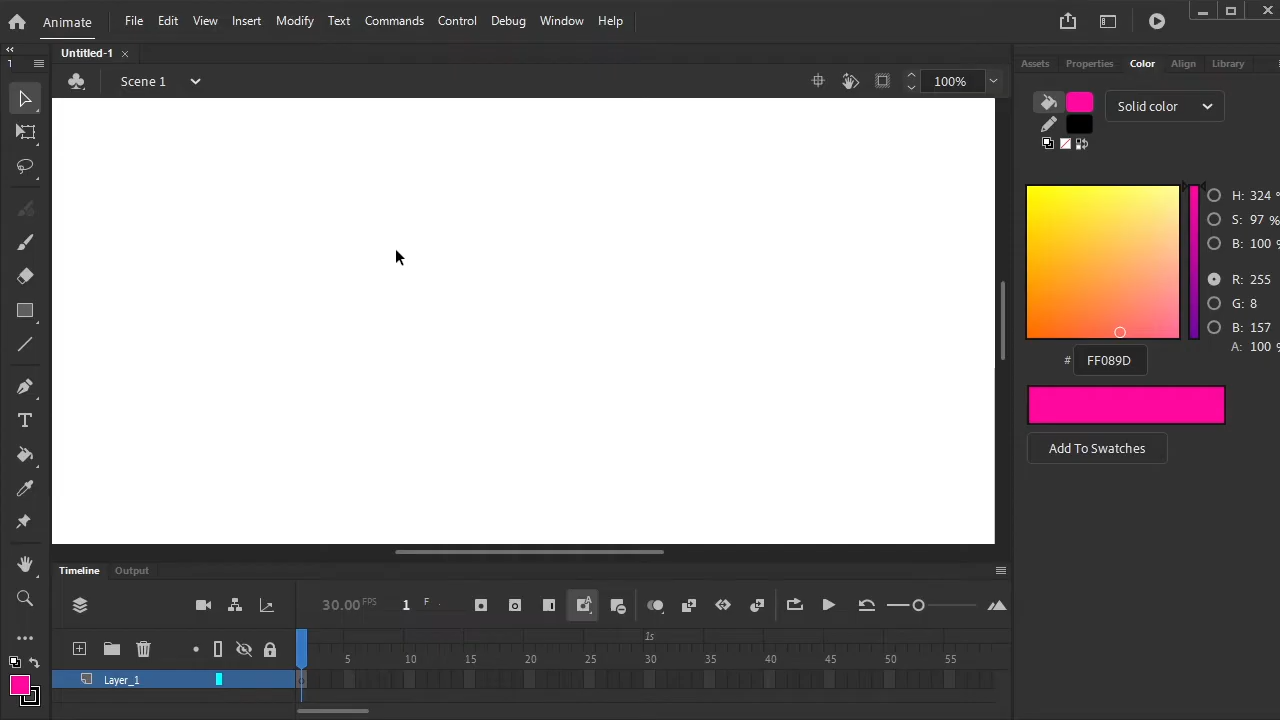 Animate File Edit View Insert Modify Text Commands Control Debug Window Help
Untitled-1
Scene 1 100%
Assets Properties Color Align Library
Solid color
H: 324 °
S: 97 %
B: 100 %
R: 255
G: 8
B: 157
A: 100 %
# FF089D
Add To Swatches
Timeline Output
30.00 FPS 1 F
1s
5 10 15 20 25 30 35 40 45 50 55
Layer_1